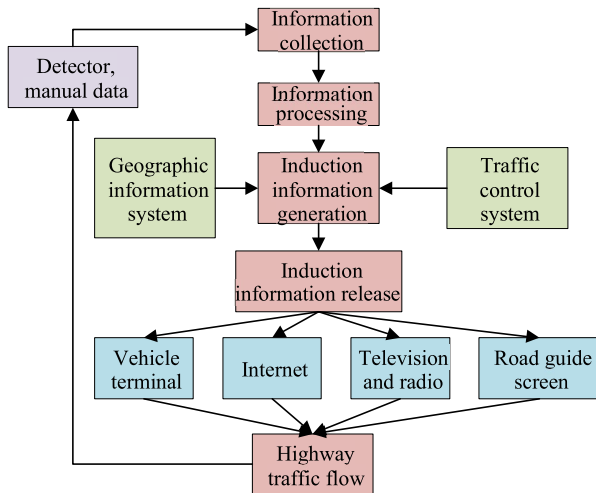 Information
collection
Detector,
manual data
Information
processing
Geographic
information
system
Induction
information
generation
Traffic
control
system
Induction
information release
Vehicle
terminal
Internet
Television
and radio
Road guide
screen
Highway
traffic flow